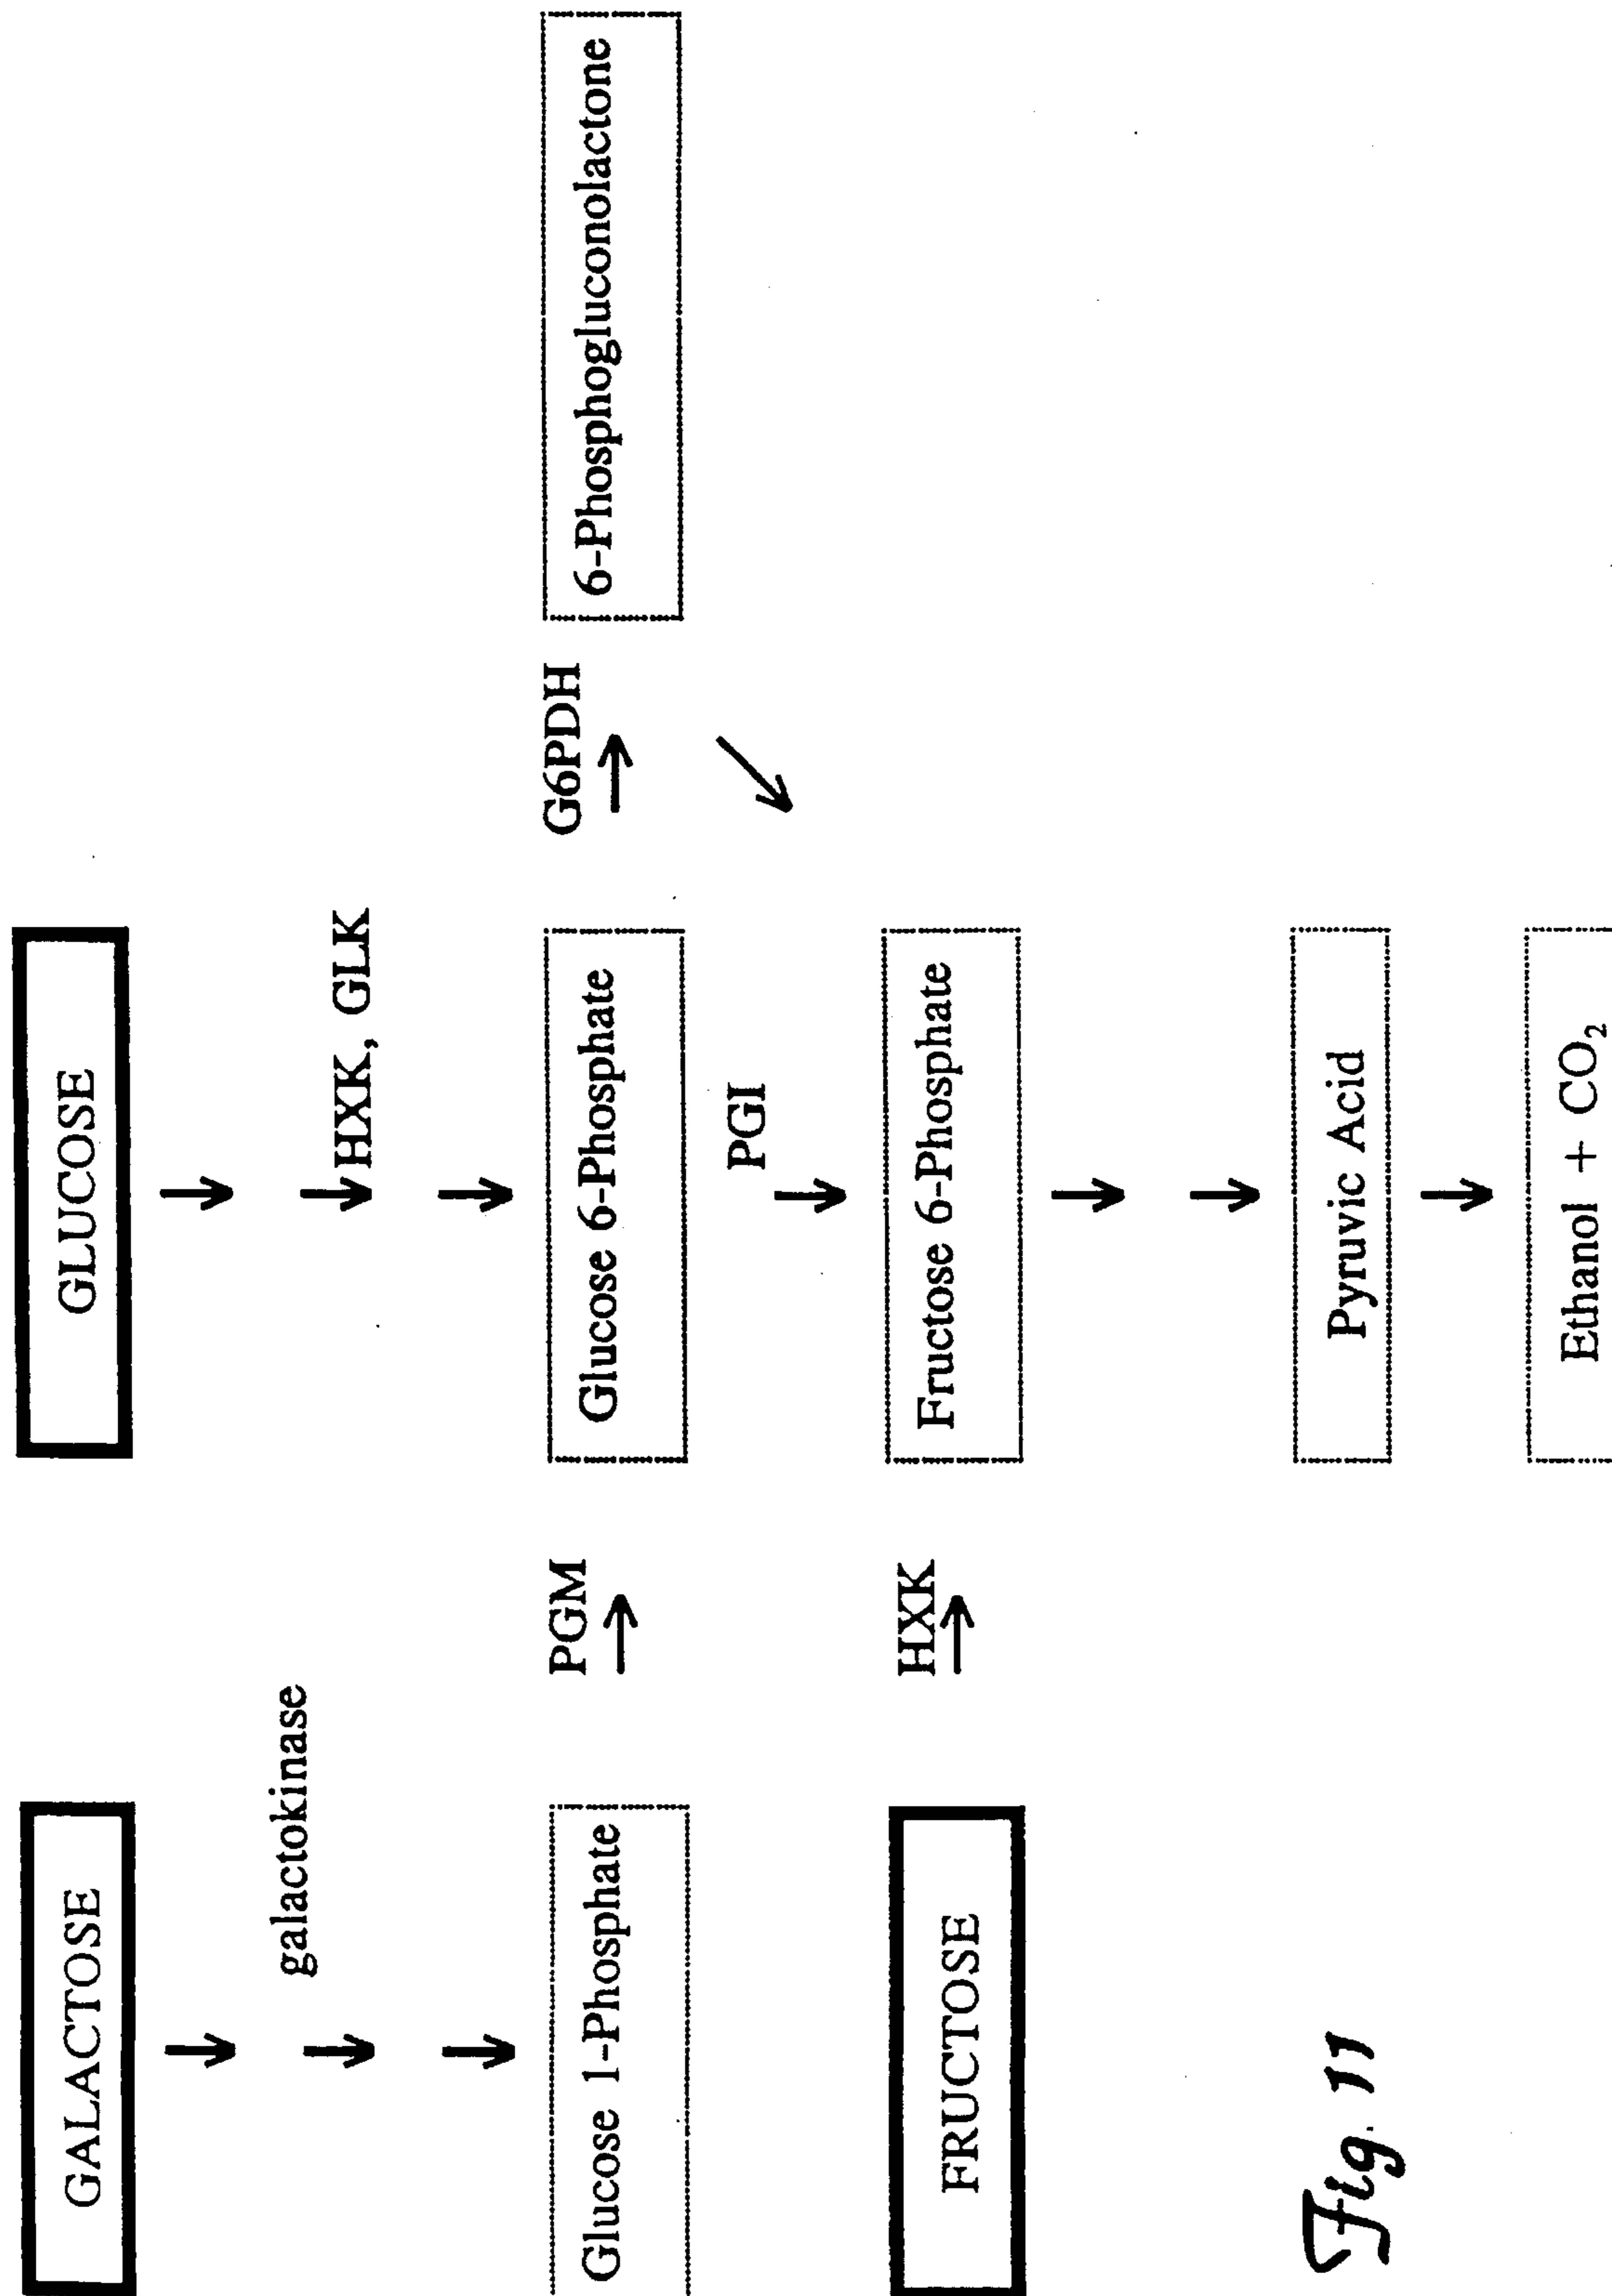 GALACTOSE
GLUCOSE
galactokinase
HXK, GLK
Glucose 1-Phosphate
PGM
Glucose 6-Phosphate
G6PDH
6-Phosphogluconolactone
PGI
FRUCTOSE
HXK
Fructose 6-Phosphate
Pyruvic Acid
Ethanol + CO₂
Fig. 11